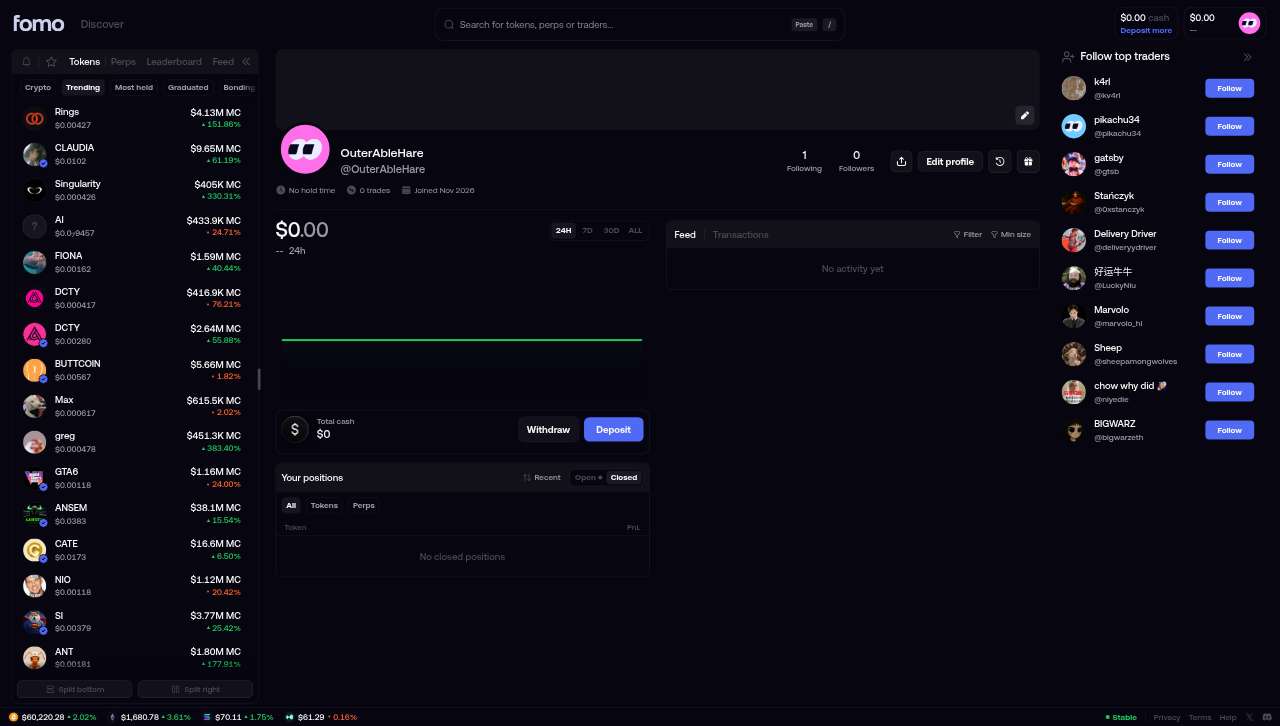 fomo
Discover
Search for tokens, perps or traders...
Paste
/
$0.00 cash
Deposit more
$0.00
—
Tokens
Perps
Leaderboard
Feed
Crypto
Trending
Most held
Graduated
Bonding
Rings
$0.00427
$4.13M MC
151.86%
CLAUDIA
$0.0102
$9.65M MC
61.19%
Singularity
$0.000426
$405K MC
330.31%
?
AI
$0.0₃9457
$433.9K MC
24.71%
FIONA
$0.00162
$1.59M MC
40.44%
DCTY
$0.000417
$416.9K MC
76.21%
DCTY
$0.00280
$2.64M MC
55.88%
BUTTCOIN
$0.00567
$5.66M MC
1.82%
Max
$0.000617
$615.5K MC
2.02%
greg
$0.000478
$451.3K MC
383.40%
GTA6
$0.00118
$1.16M MC
24.00%
ANSEM
$0.0383
$38.1M MC
15.54%
CATE
$0.0173
$16.6M MC
6.50%
NIO
$0.00118
$1.12M MC
20.42%
SI
$0.00379
$3.77M MC
25.42%
ANT
$0.00181
$1.80M MC
177.91%
Split bottom
Split right
OuterAbleHare
@OuterAbleHare
1
Following
0
Followers
Edit profile
No hold time
0 trades
Joined Nov 2026
$0.00
-- 24h
24H
7D
30D
ALL
$
Total cash
$0
Withdraw
Deposit
Your positions
Recent
Open
Closed
All
Tokens
Perps
Token
PnL
No closed positions
Feed
Transactions
Filter
Min size
No activity yet
Follow top traders
k4rl
@kv4rl
Follow
pikachu34
@pikachu34
Follow
gatsby
@gtsb
Follow
Stańczyk
@0xstanczyk
Follow
Delivery Driver
@deliveryydriver
Follow
好运牛牛
@LuckyNiu
Follow
Marvolo
@marvolo_hl
Follow
Sheep
@sheepamongwolves
Follow
chow why did
@niyedie
Follow
BIGWARZ
@bigwarzeth
Follow
$60,220.28 2.02%
$1,680.78 3.61%
$70.11 1.75%
$61.29 0.16%
Stable
Privacy
Terms
Help